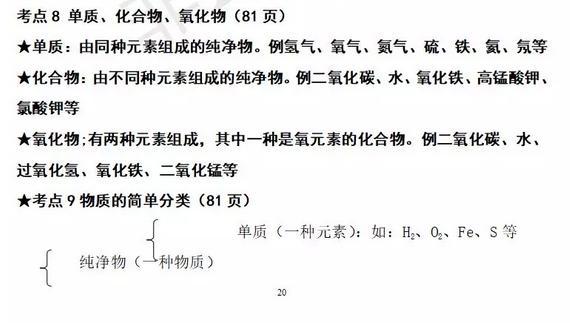 考点8 单质、化合物、氧化物（81 页）
★单质：由同种元素组成的纯净物。例氢气、氧气、氮气、硫、铁、氦、氖等
★化合物：由不同种元素组成的纯净物。例二氧化碳、水、氧化铁、高锰酸钾、
氯酸钾等
★氧化物;有两种元素组成，其中一种是氧元素的化合物。例二氧化碳、水、
过氧化氢、氧化铁、二氧化锰等
★考点 9 物质的简单分类（81 页）
单质（一种元素）：如：H₂、O₂、Fe、S 等
纯净物（一种物质）
20